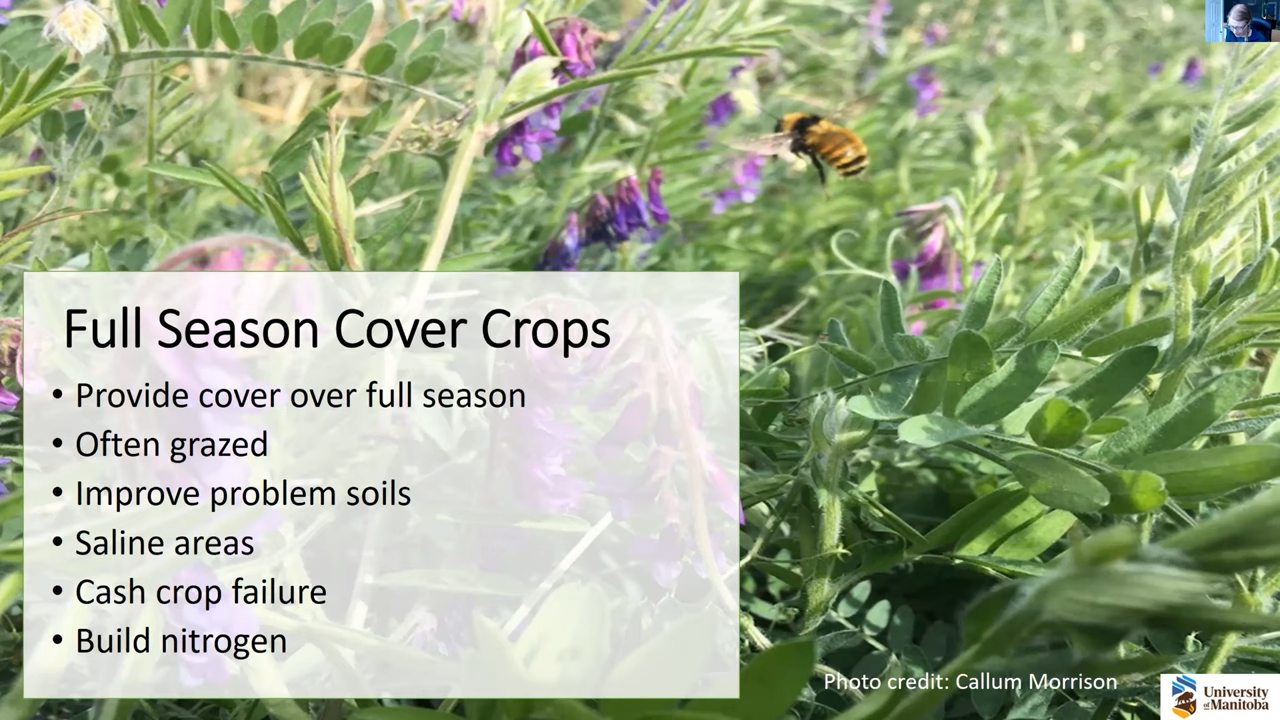 Full Season Cover Crops
• Provide cover over full season
• Often grazed
• Improve problem soils
• Saline areas
• Cash crop failure
• Build nitrogen
Photo credit: Callum Morrison
University
of Manitoba